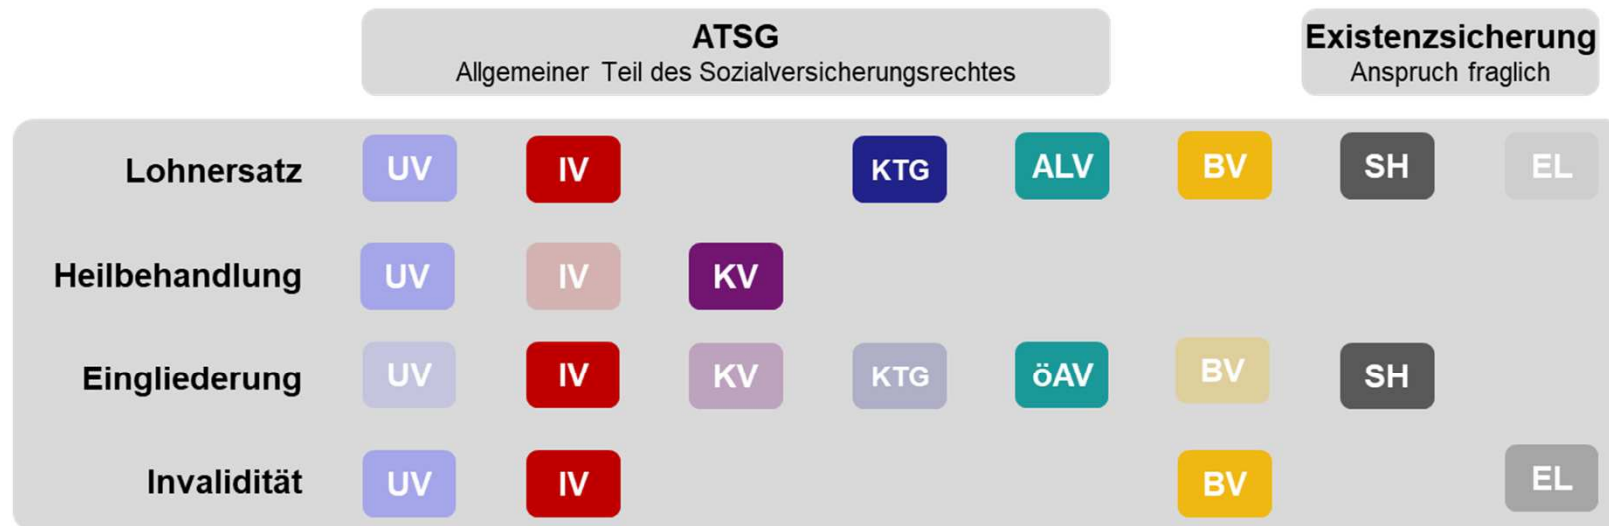 ATSG
Allgemeiner Teil des Sozialversicherungsrechtes
Existenzsicherung
Anspruch fraglich
Lohnersatz UV IV KTG ALV BV SH EL
Heilbehandlung UV IV KV
Eingliederung UV IV KV KTG öAV BV SH
Invalidität UV IV BV EL